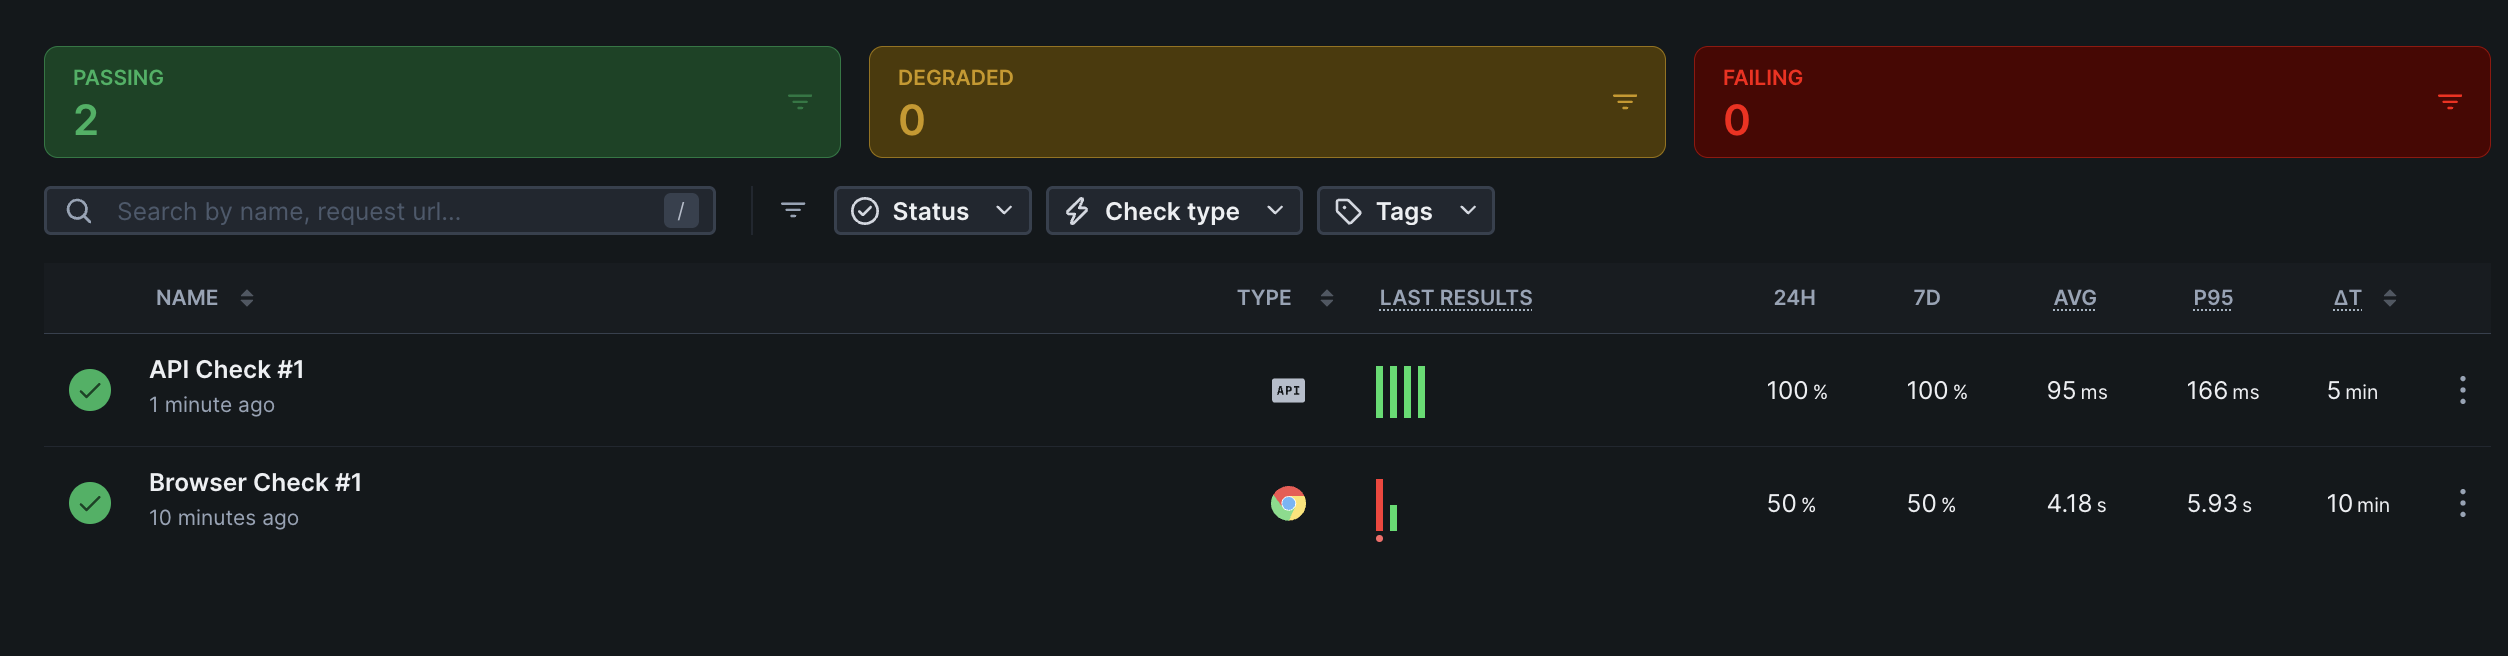 PASSING
2
DEGRADED
0
FAILING
0
Search by name, request url... /
Status
Check type
Tags
NAME TYPE LAST RESULTS 24H 7D AVG P95 ΔT
API Check #1
1 minute ago
API
100 % 100 % 95 ms 166 ms 5 min
Browser Check #1
10 minutes ago
50 % 50 % 4.18 s 5.93 s 10 min